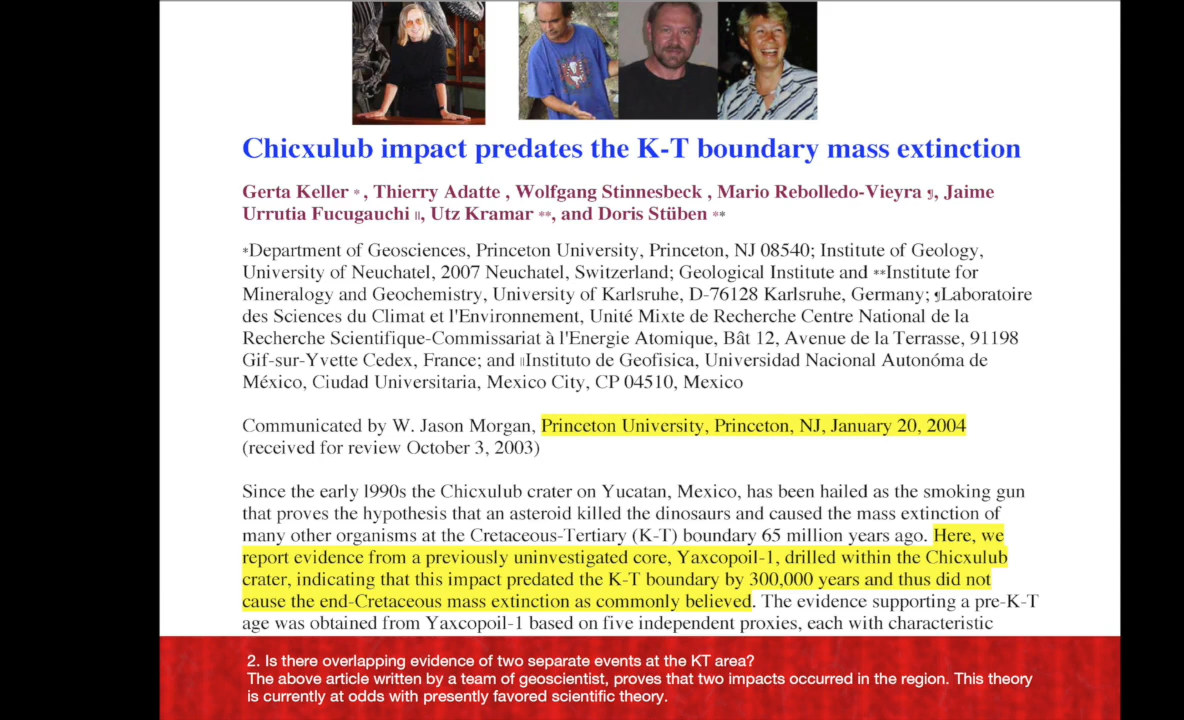 Chicxulub impact predates the K-T boundary mass extinction
Gerta Keller *, Thierry Adatte , Wolfgang Stinnesbeck , Mario Rebolledo-Vieyra ¶, Jaime
Urrutia Fucugauchi ||, Utz Kramar **, and Doris Stüben **
*Department of Geosciences, Princeton University, Princeton, NJ 08540; Institute of Geology,
University of Neuchatel, 2007 Neuchatel, Switzerland; Geological Institute and **Institute for
Mineralogy and Geochemistry, University of Karlsruhe, D-76128 Karlsruhe, Germany; ¶Laboratoire
des Sciences du Climat et l'Environnement, Unité Mixte de Recherche Centre National de la
Recherche Scientifique-Commissariat à l'Energie Atomique, Bât 12, Avenue de la Terrasse, 91198
Gif-sur-Yvette Cedex, France; and ||Instituto de Geofisica, Universidad Nacional Autonóma de
México, Ciudad Universitaria, Mexico City, CP 04510, Mexico
Communicated by W. Jason Morgan, Princeton University, Princeton, NJ, January 20, 2004
(received for review October 3, 2003)
Since the early 1990s the Chicxulub crater on Yucatan, Mexico, has been hailed as the smoking gun
that proves the hypothesis that an asteroid killed the dinosaurs and caused the mass extinction of
many other organisms at the Cretaceous-Tertiary (K-T) boundary 65 million years ago. Here, we
report evidence from a previously uninvestigated core, Yaxcopoil-1, drilled within the Chicxulub
crater, indicating that this impact predated the K-T boundary by 300,000 years and thus did not
cause the end-Cretaceous mass extinction as commonly believed. The evidence supporting a pre-K-T
age was obtained from Yaxcopoil-1 based on five independent proxies, each with characteristic
2. Is there overlapping evidence of two separate events at the KT area?
The above article written by a team of geoscientist, proves that two impacts occurred in the region. This theory
is currently at odds with presently favored scientific theory.